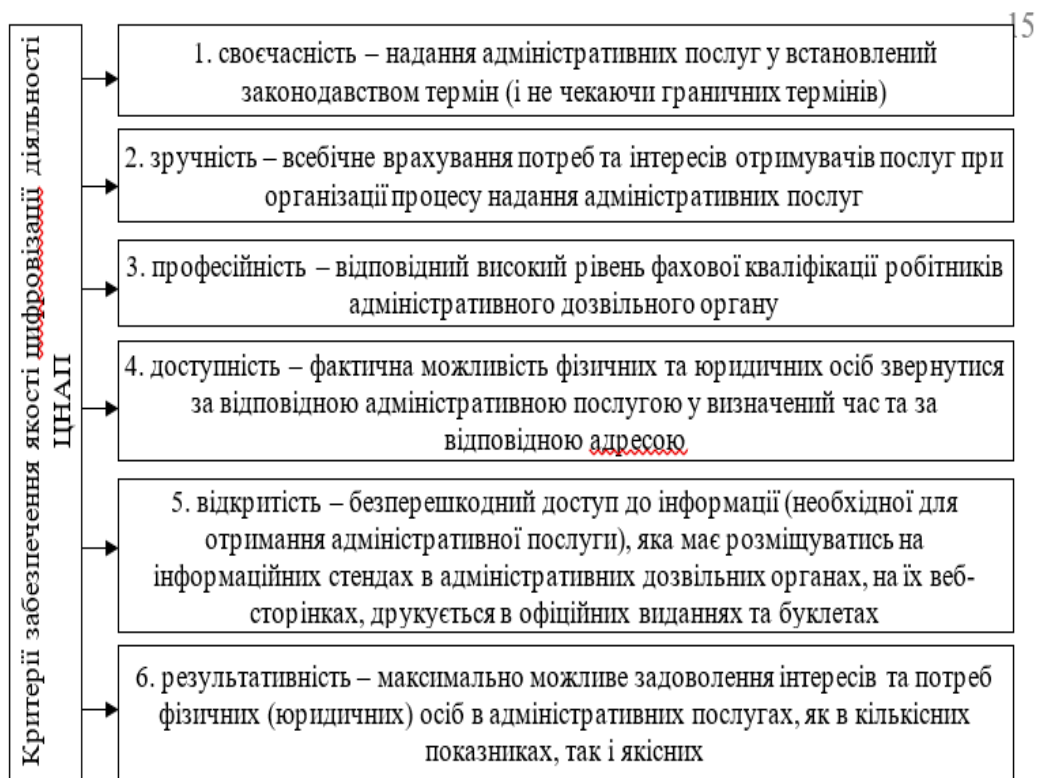 15
Критерії забезпечення якості цифровізації діяльності
ЦНАП
1. своєчасність – надання адміністративних послуг у встановлений
законодавством термін (і не чекаючи граничних термінів)
2. зручність – всебічне врахування потреб та інтересів отримувачів послуг при
організації процесу надання адміністративних послуг
3. професійність – відповідний високий рівень фахової кваліфікації робітників
адміністративного дозвільного органу
4. доступність – фактична можливість фізичних та юридичних осіб звернутися
за відповідною адміністративною послугою у визначений час та за
відповідною адресою
5. відкритість – безперешкодний доступ до інформації (необхідної для
отримання адміністративної послуги), яка має розміщуватись на
інформаційних стендах в адміністративних дозвільних органах, на їх веб-
сторінках, друкується в офіційних виданнях та буклетах
6. результативність – максимально можливе задоволення інтересів та потреб
фізичних (юридичних) осіб в адміністративних послугах, як в кількісних
показниках, так і якісних